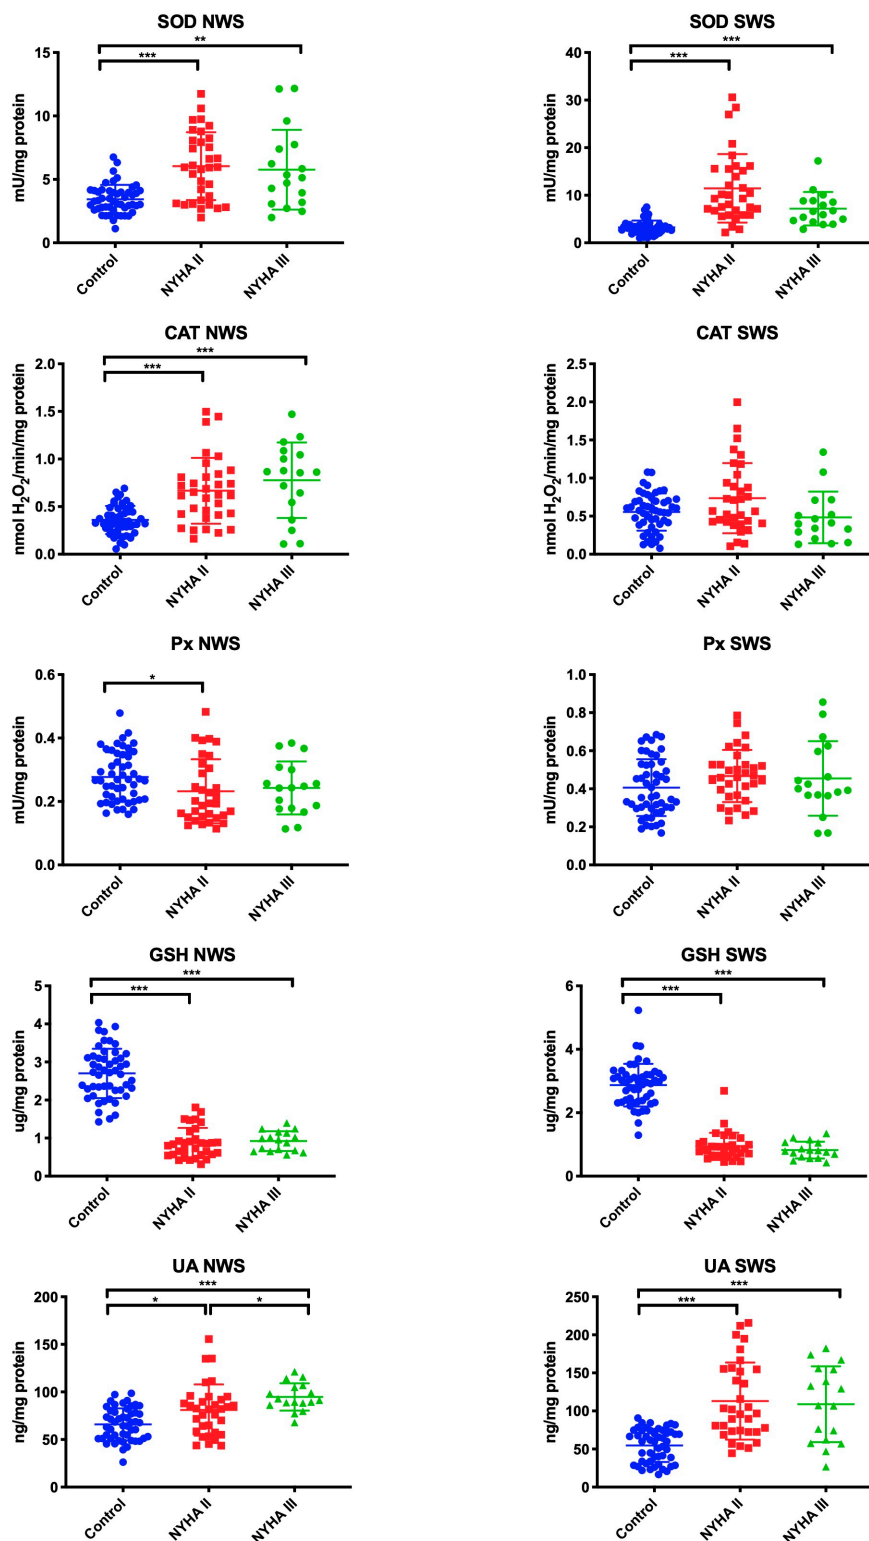 SOD NWS
**
***
15
10
5
0
mU/mg protein
Control
NYHA II
NYHA III
SOD SWS
***
***
40
30
20
10
0
mU/mg protein
Control
NYHA II
NYHA III
CAT NWS
***
***
2.0
1.5
1.0
0.5
0.0
nmol H₂O₂/min/mg protein
Control
NYHA II
NYHA III
CAT SWS
2.5
2.0
1.5
1.0
0.5
0.0
nmol H₂O₂/min/mg protein
Control
NYHA II
NYHA III
Px NWS
*
0.6
0.4
0.2
0.0
mU/mg protein
Control
NYHA II
NYHA III
Px SWS
1.0
0.8
0.6
0.4
0.2
0.0
mU/mg protein
Control
NYHA II
NYHA III
GSH NWS
***
***
5
4
3
2
1
0
ug/mg protein
Control
NYHA II
NYHA III
GSH SWS
***
***
6
4
2
0
ug/mg protein
Control
NYHA II
NYHA III
UA NWS
***
* *
200
150
100
50
0
ng/mg protein
Control
NYHA II
NYHA III
UA SWS
***
***
250
200
150
100
50
0
ng/mg protein
Control
NYHA II
NYHA III